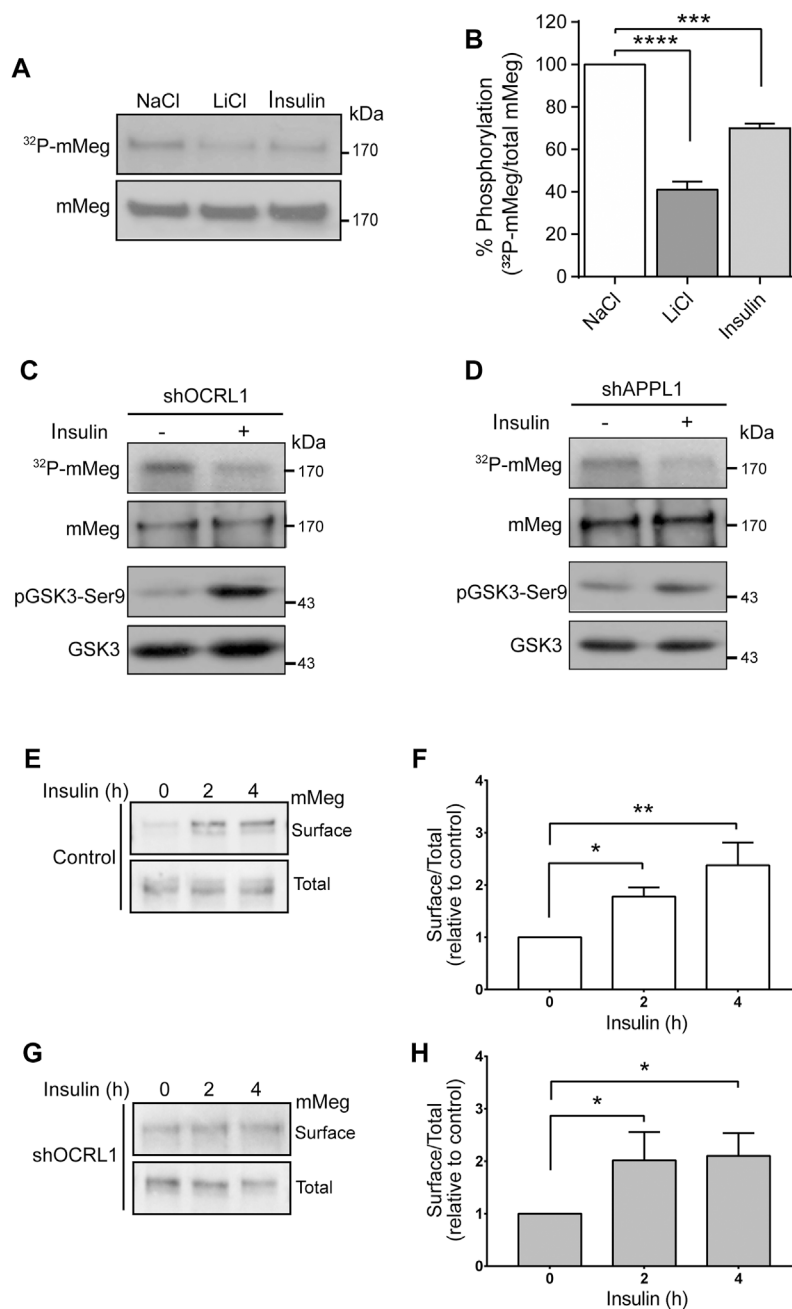 A
NaCl LiCl Insulin
kDa
³²P-mMeg
170
mMeg
170
B
% Phosphorylation
(³²P-mMeg/total mMeg)
120
100
80
60
40
20
0
***
****
NaCl
LiCl
Insulin
C
shOCRL1
Insulin - + kDa
³²P-mMeg
170
mMeg
170
pGSK3-Ser9
43
GSK3
43
D
shAPPL1
Insulin - + kDa
³²P-mMeg
170
mMeg
170
pGSK3-Ser9
43
GSK3
43
E
Insulin (h) 0 2 4 mMeg
Control
Surface
Total
F
Surface/Total
(relative to control)
4
3
2
1
0
**
*
0 2 4
Insulin (h)
G
Insulin (h) 0 2 4 mMeg
shOCRL1
Surface
Total
H
Surface/Total
(relative to control)
4
3
2
1
0
*
*
0 2 4
Insulin (h)